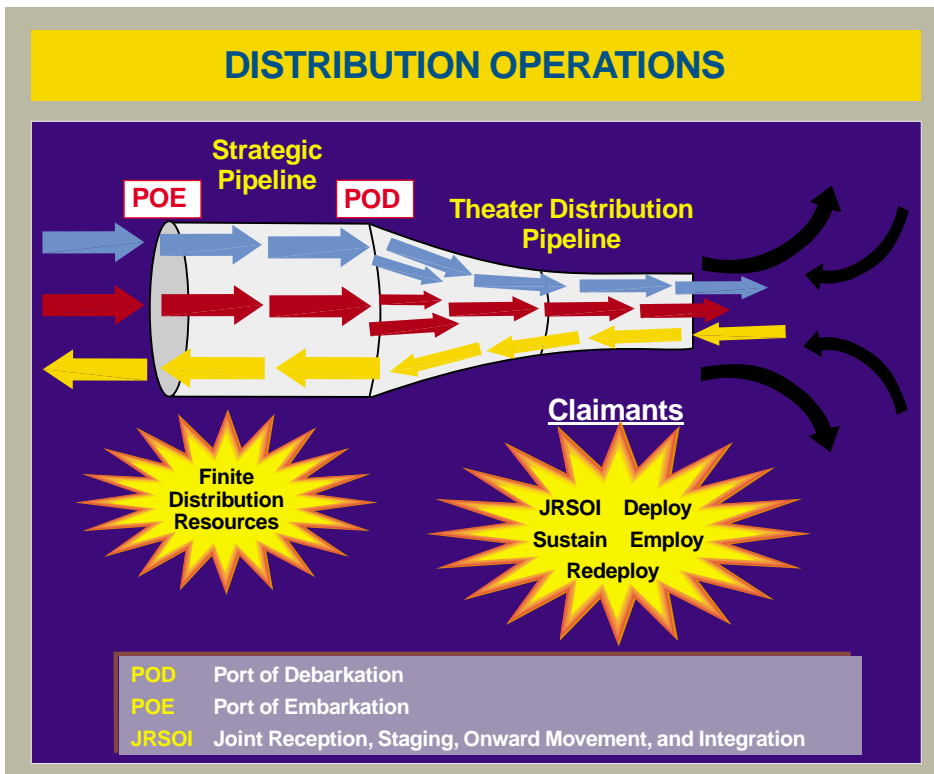 DISTRIBUTION OPERATIONS
Strategic
Pipeline
POE
POD
Theater Distribution
Pipeline
Claimants
Finite
Distribution
Resources
JRSOI Deploy
Sustain Employ
Redeploy
POD Port of Debarkation
POE Port of Embarkation
JRSOI Joint Reception, Staging, Onward Movement, and Integration